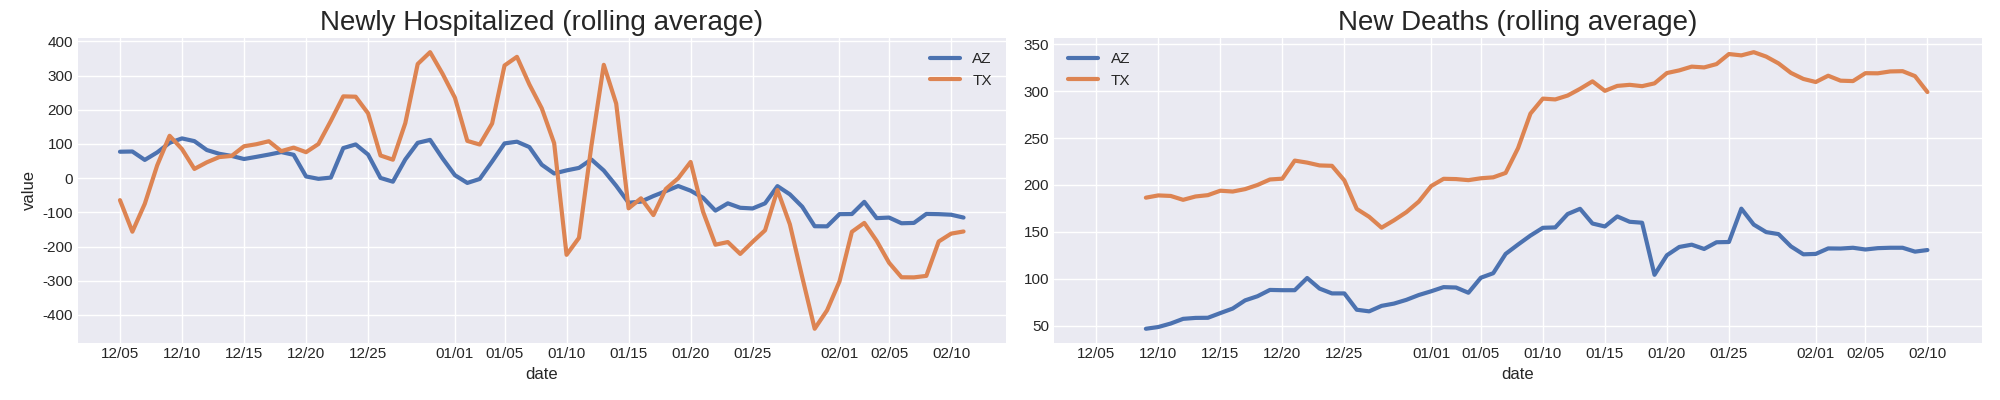 Newly Hospitalized (rolling average)
AZ
TX
400
300
200
100
0
-100
-200
-300
-400
value
12/05 12/10 12/15 12/20 12/25 01/01 01/05 01/10 01/15 01/20 01/25 02/01 02/05 02/10
date
New Deaths (rolling average)
AZ
TX
350
300
250
200
150
100
50
12/05 12/10 12/15 12/20 12/25 01/01 01/05 01/10 01/15 01/20 01/25 02/01 02/05 02/10
date